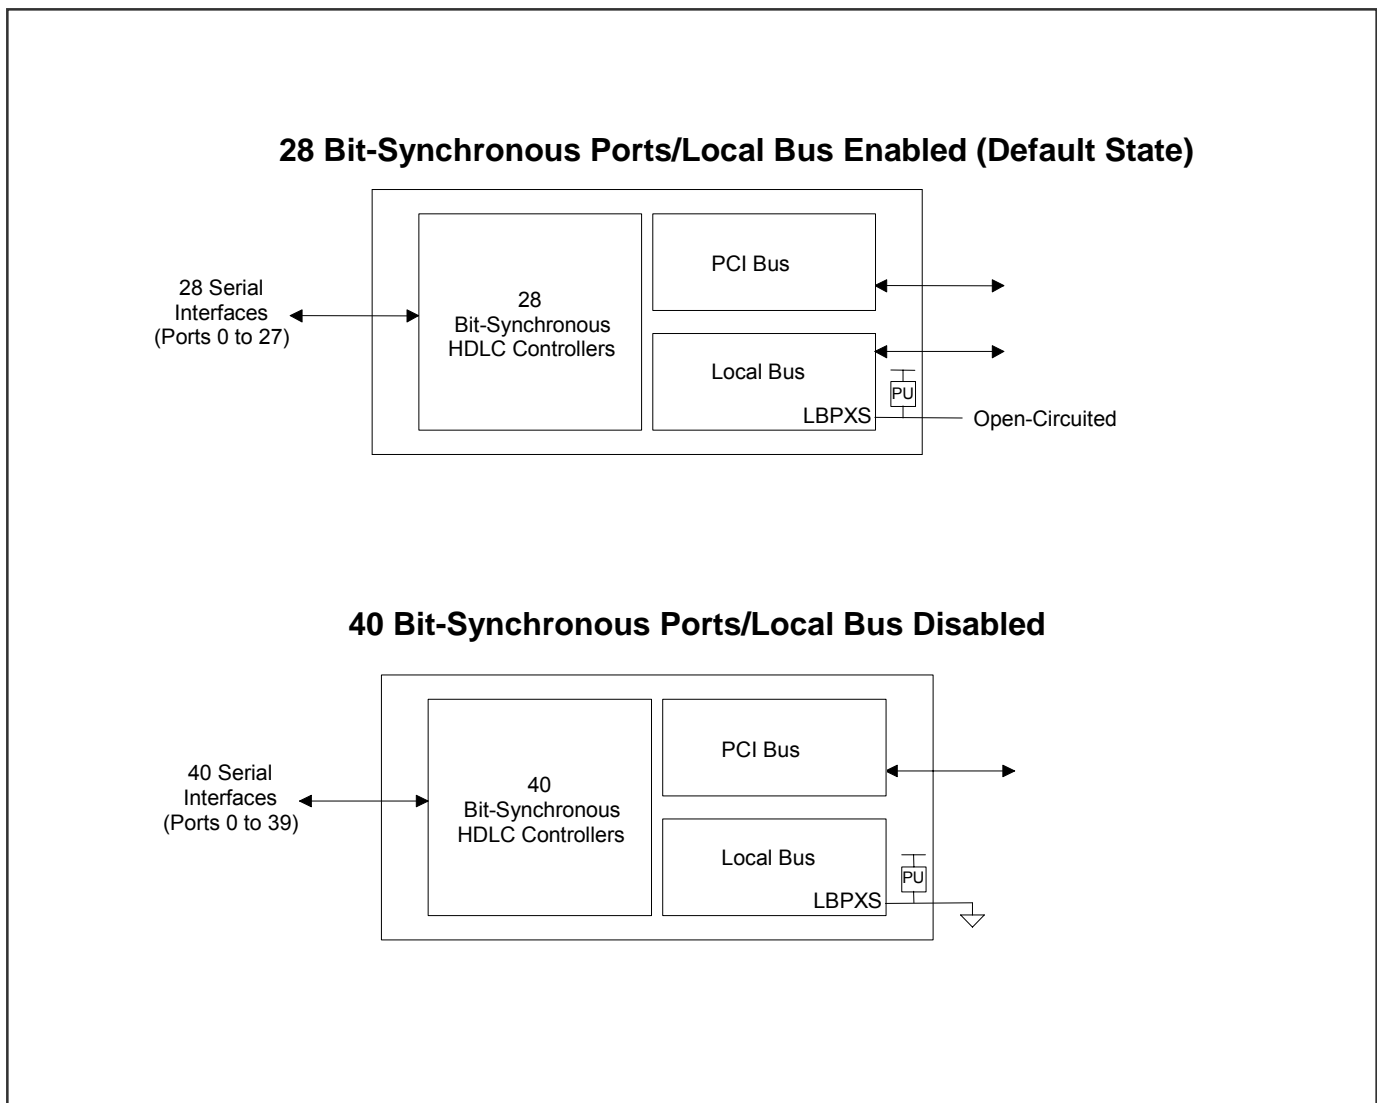 28 Bit-Synchronous Ports/Local Bus Enabled (Default State)
28 Serial
Interfaces
(Ports 0 to 27)
28
Bit-Synchronous
HDLC Controllers
PCI Bus
Local Bus
LBPXS
PU
Open-Circuited
40 Bit-Synchronous Ports/Local Bus Disabled
40 Serial
Interfaces
(Ports 0 to 39)
40
Bit-Synchronous
HDLC Controllers
PCI Bus
Local Bus
LBPXS
PU